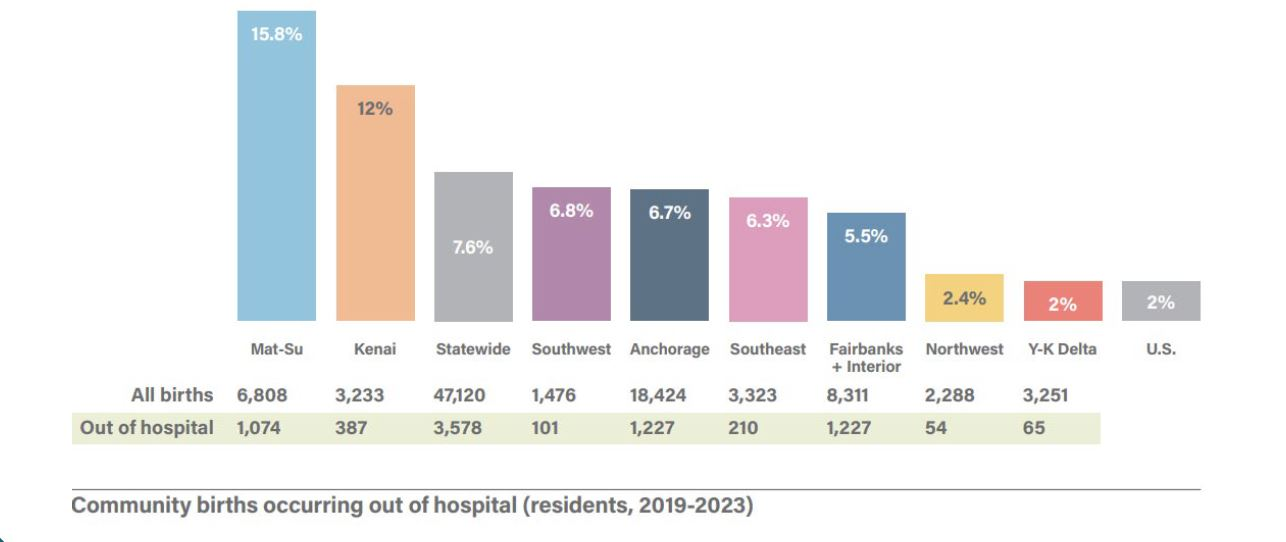 15.8%
12%
7.6%
6.8%
6.7%
6.3%
5.5%
2.4%
2%
2%
Mat-Su Kenai Statewide Southwest Anchorage Southeast Fairbanks Northwest Y-K Delta U.S.
+ Interior
All births 6,808 3,233 47,120 1,476 18,424 3,323 8,311 2,288 3,251
Out of hospital 1,074 387 3,578 101 1,227 210 1,227 54 65
Community births occurring out of hospital (residents, 2019-2023)